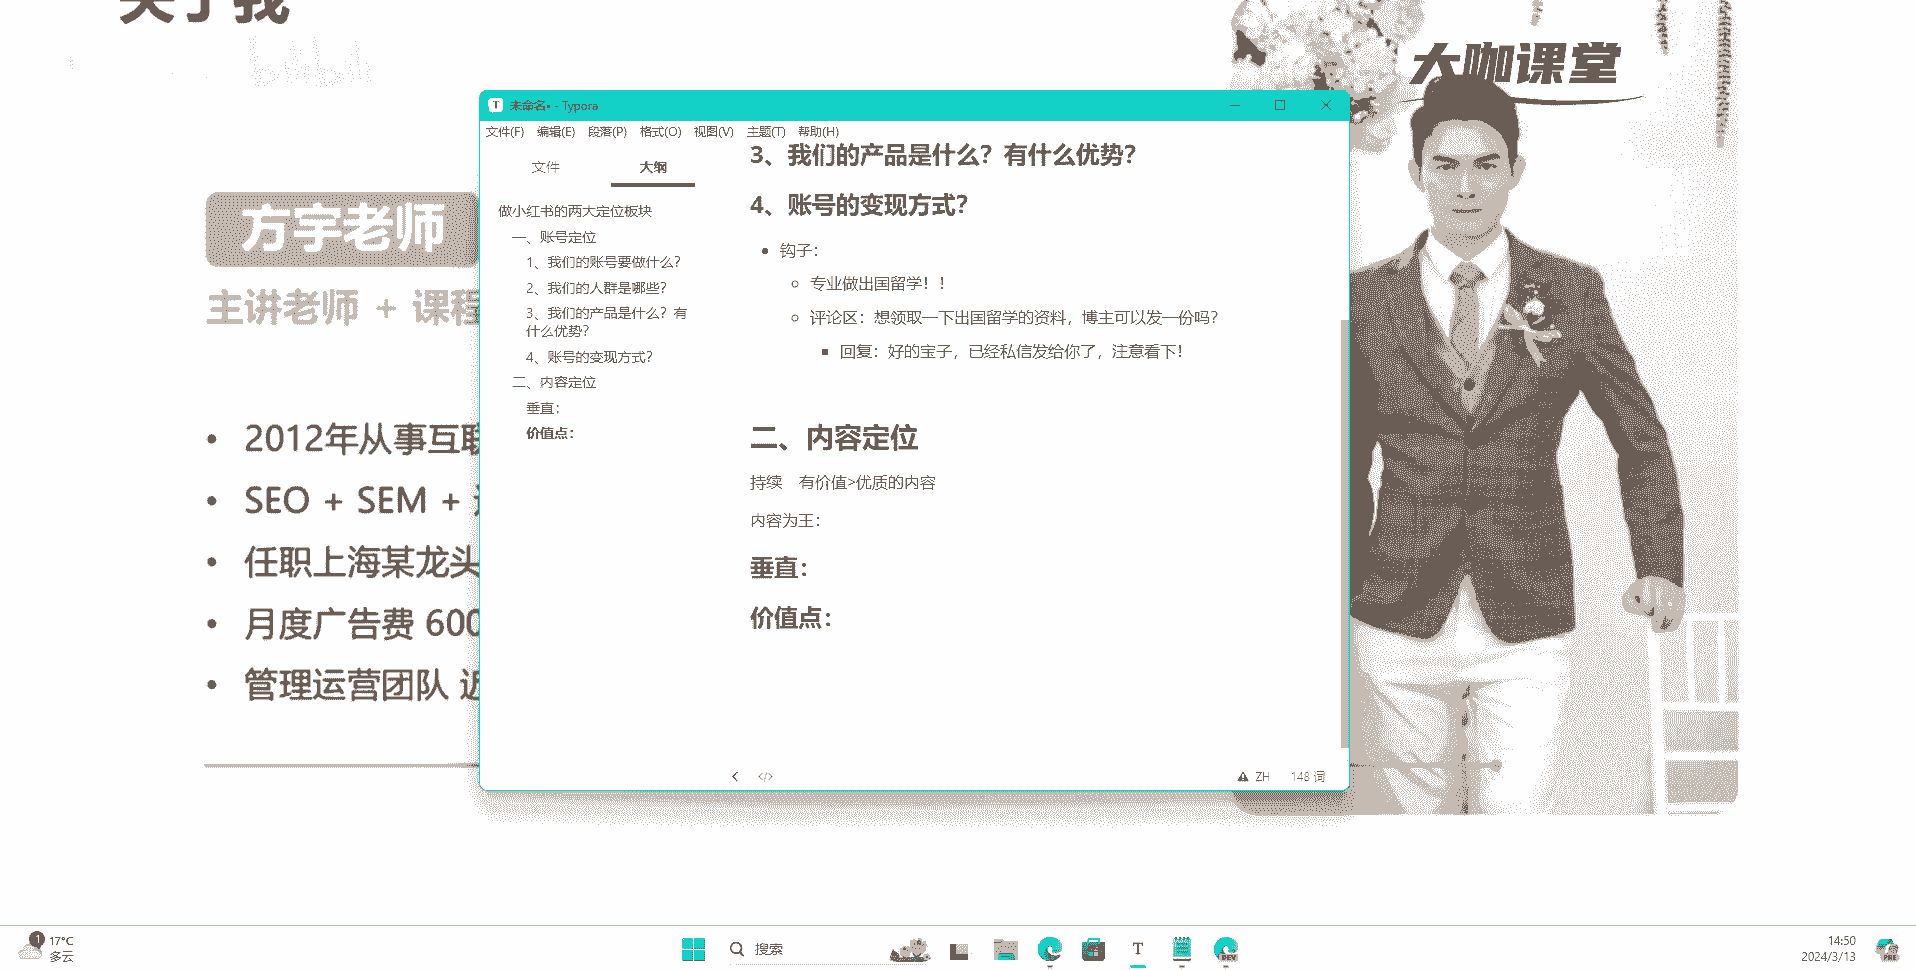 关于我
bilibili
大咖课堂
方宇老师
主讲老师 + 课程
2012年从事互联
SEO + SEM +
任职上海某龙头
月度广告费 600
管理运营团队 近
未命名• - Typora
文件(F) 编辑(E) 段落(P) 格式(O) 视图(V) 主题(T) 帮助(H)
文件 大纲
做小红书的两大定位板块
一、账号定位
1、我们的账号要做什么？
2、我们的人群是哪些？
3、我们的产品是什么？有
什么优势？
4、账号的变现方式？
二、内容定位
垂直：
价值点：
3、我们的产品是什么？有什么优势？
4、账号的变现方式？
钩子：
专业做出国留学！！
评论区：想领取一下出国留学的资料，博主可以发一份吗？
回复：好的宝子，已经私信发给你了，注意看下！
二、内容定位
持续 有价值>优质的内容
内容为王：
垂直：
价值点：
</> ZH 148 词
1 17°C
多云
搜索
T
DEV
14:50
2024/3/13
PRE